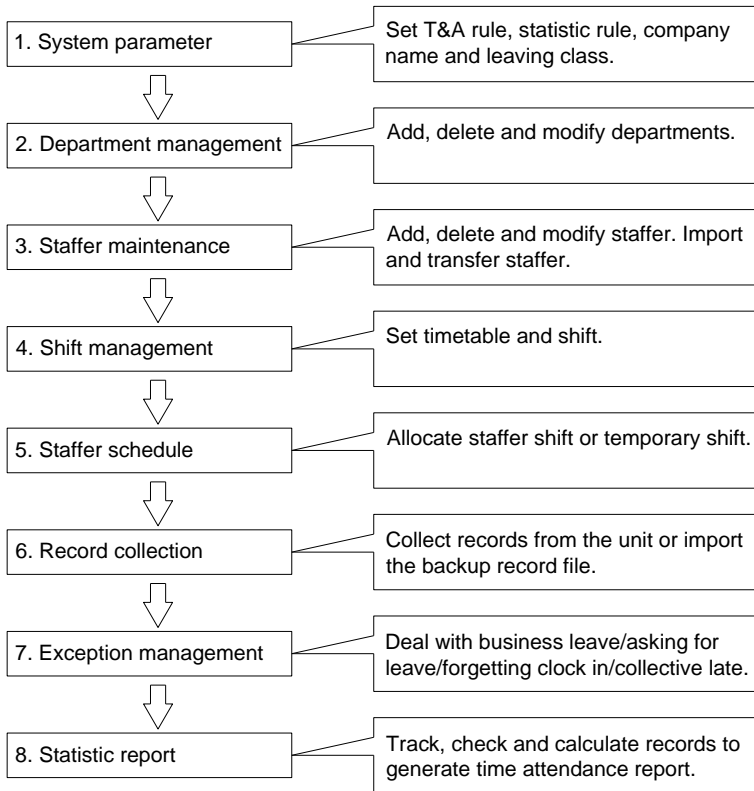 1. System parameter
Set T&A rule, statistic rule, company
name and leaving class.
2. Department management
Add, delete and modify departments.
3. Staffer maintenance
Add, delete and modify staffer. Import
and transfer staffer.
4. Shift management
Set timetable and shift.
5. Staffer schedule
Allocate staffer shift or temporary shift.
6. Record collection
Collect records from the unit or import
the backup record file.
7. Exception management
Deal with business leave/asking for
leave/forgetting clock in/collective late.
8. Statistic report
Track, check and calculate records to
generate time attendance report.